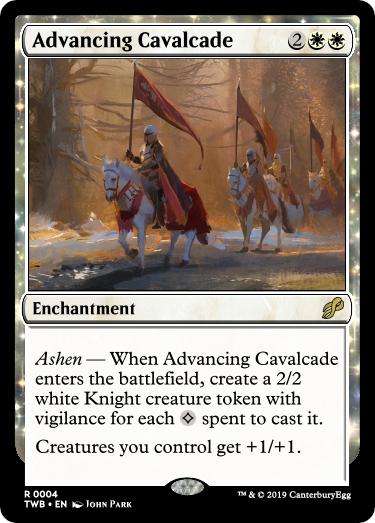 Advancing Cavalcade 2
Enchantment
Ashen — When Advancing Cavalcade
enters the battlefield, create a 2/2
white Knight creature token with
vigilance for each spent to cast it.
Creatures you control get +1/+1.
R 0004
TWB • EN John Park
™ & © 2019 CanterburyEgg